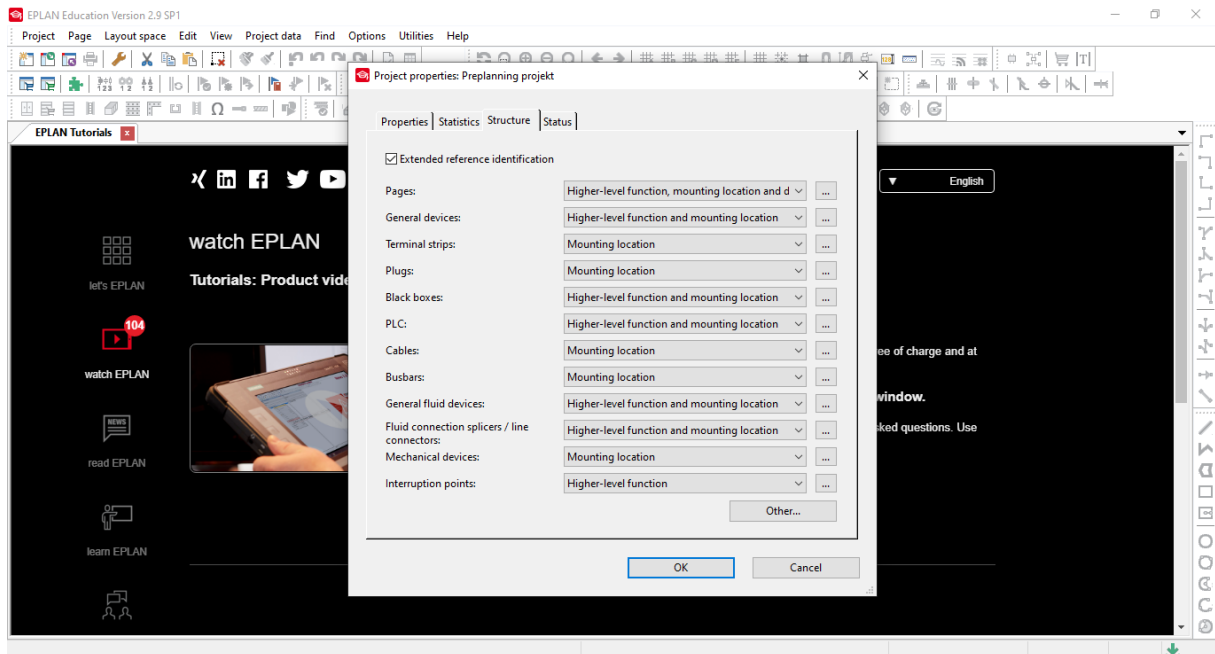 EPLAN Education Version 2.9 SP1
Project Page Layout space Edit View Project data Find Options Utilities Help
Project properties: Preplanning projekt
EPLAN Tutorials
Properties Statistics Structure Status
Extended reference identification
Pages: Higher-level function, mounting location and d ...
General devices: Higher-level function and mounting location ...
Terminal strips: Mounting location ...
Plugs: Mounting location ...
Black boxes: Higher-level function and mounting location ...
PLC: Higher-level function and mounting location ...
Cables: Mounting location ...
Busbars: Mounting location ...
General fluid devices: Higher-level function and mounting location ...
Fluid connection splicers / line
connectors: Higher-level function and mounting location ...
Mechanical devices: Mounting location ...
Interruption points: Higher-level function ...
Other...
OK Cancel
English
watch EPLAN
Tutorials: Product vide
let's EPLAN
104
watch EPLAN
NEWS
read EPLAN
learn EPLAN
ee of charge and at
window.
sked questions. Use